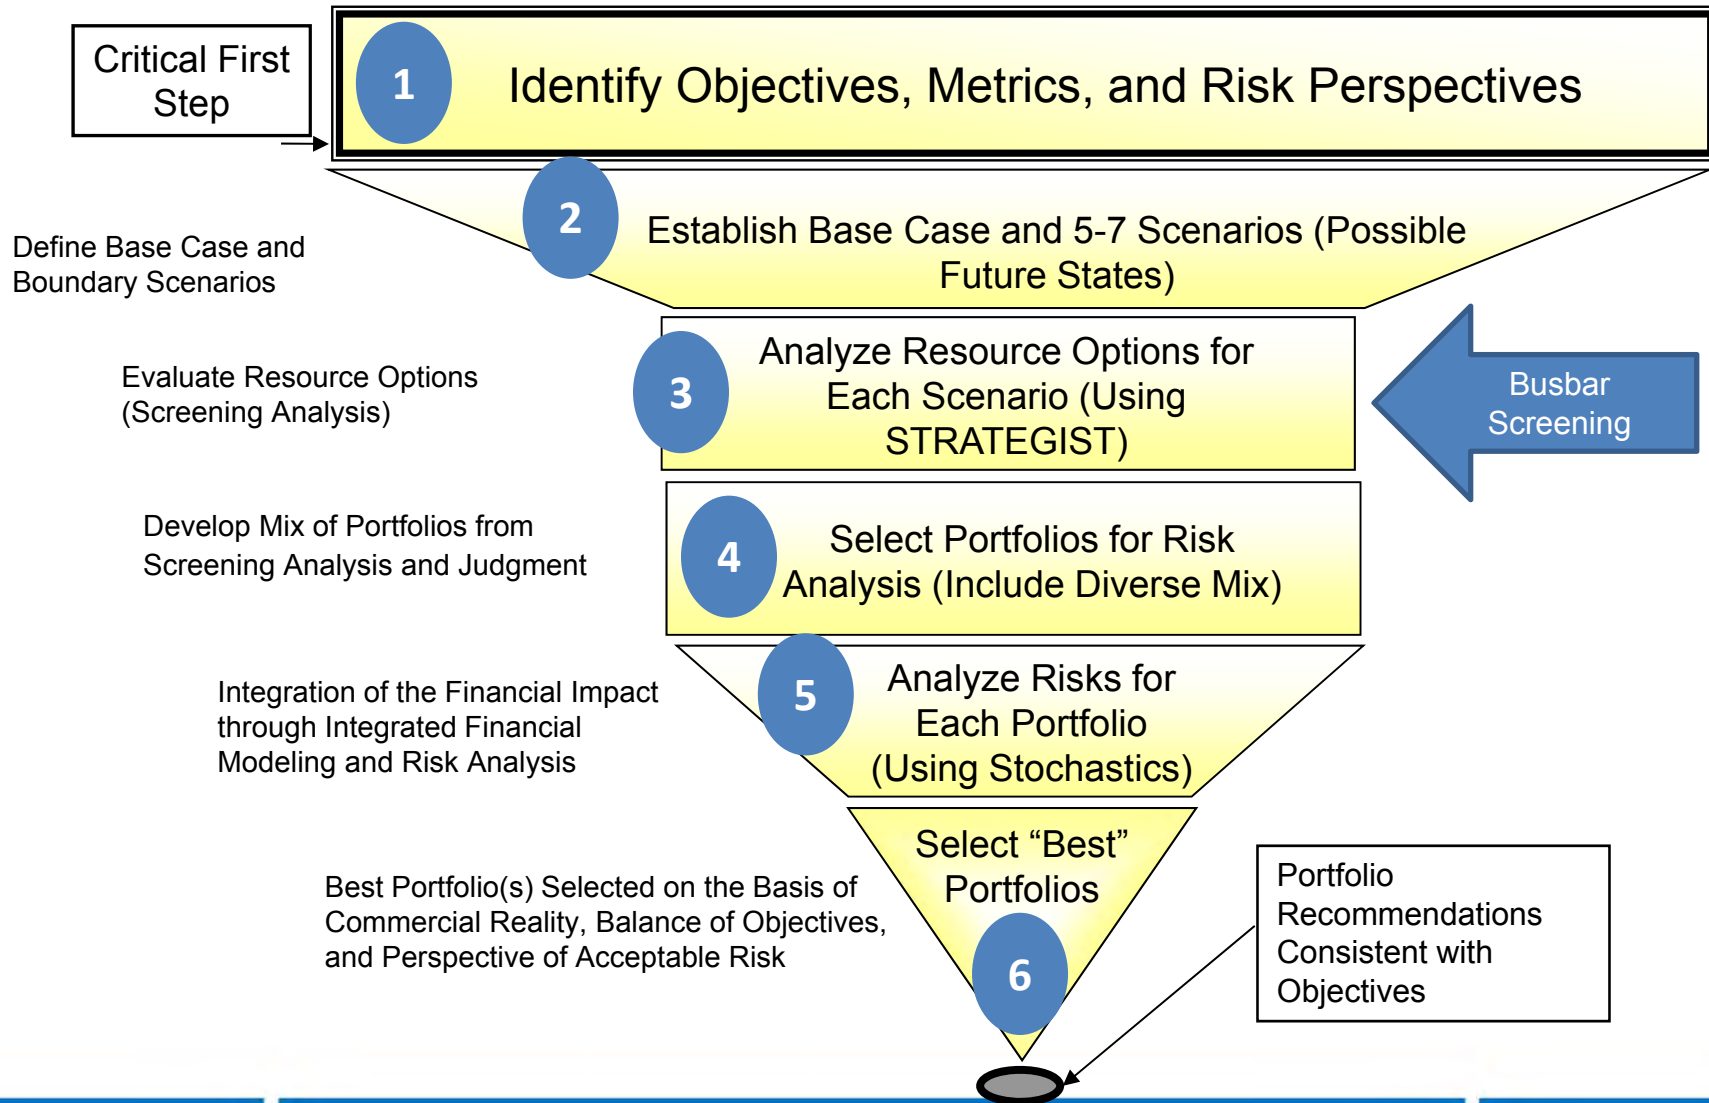 Critical First
Step
1
Identify Objectives, Metrics, and Risk Perspectives
2
Establish Base Case and 5-7 Scenarios (Possible
Future States)
Define Base Case and
Boundary Scenarios
3
Analyze Resource Options for
Each Scenario (Using
STRATEGIST)
Evaluate Resource Options
(Screening Analysis)
Busbar
Screening
4
Select Portfolios for Risk
Analysis (Include Diverse Mix)
Develop Mix of Portfolios from
Screening Analysis and Judgment
5
Analyze Risks for
Each Portfolio
(Using Stochastics)
Integration of the Financial Impact
through Integrated Financial
Modeling and Risk Analysis
Select “Best”
Portfolios
6
Best Portfolio(s) Selected on the Basis of
Commercial Reality, Balance of Objectives,
and Perspective of Acceptable Risk
Portfolio
Recommendations
Consistent with
Objectives